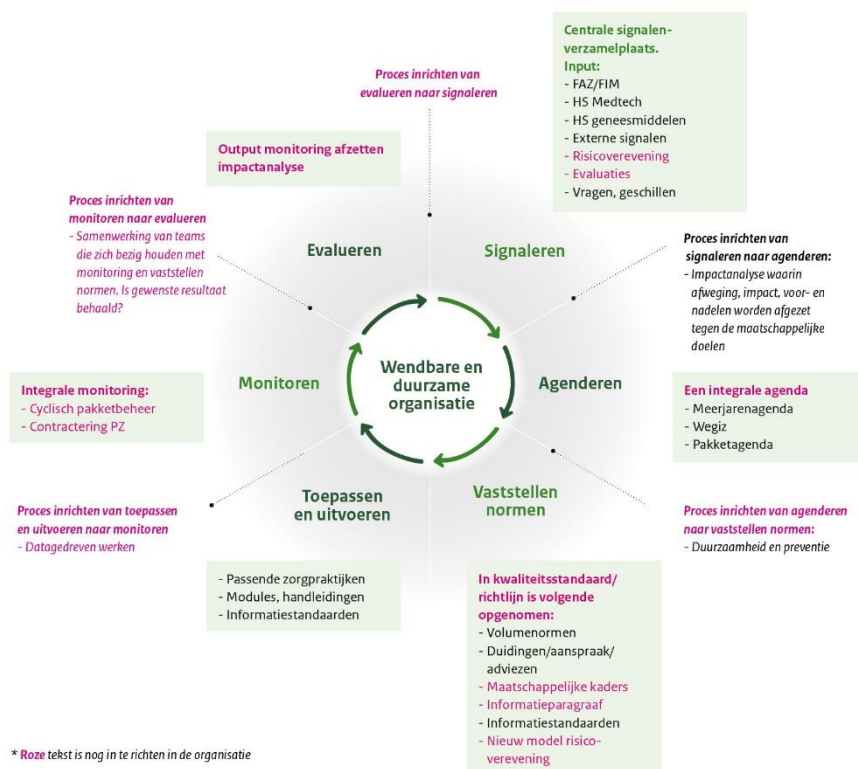 Centrale signalen-
verzamelplaats.
Input:
- FAZ/FIM
- HS Medtech
- HS geneesmiddelen
- Externe signalen
- Risicoverevening
- Evaluaties
- Vragen, geschillen
Proces inrichten van
evalueren naar signaleren
Output monitoring afzetten
impactanalyse
Proces inrichten van
monitoren naar evalueren
- Samenwerking van teams
die zich bezig houden met
monitoring en vaststellen
normen. Is gewenste resultaat
behaald?
Evalueren
Signaleren
Proces inrichten van
signaleren naar agenderen:
- Impactanalyse waarin
afweging, impact, voor- en
nadelen worden afgezet
tegen de maatschappelijke
doelen
Monitoren
Wendbare en
duurzame
organisatie
Agenderen
Integrale monitoring:
- Cyclisch pakketbeheer
- Contractering PZ
Een integrale agenda
- Meerjarenagenda
- Wegiz
- Pakketagenda
Toepassen
en uitvoeren
Vaststellen
normen
Proces inrichten van toepassen
en uitvoeren naar monitoren
- Datagedreven werken
Proces inrichten van agenderen
naar vaststellen normen:
- Duurzaamheid en preventie
- Passende zorgpraktijken
- Modules, handleidingen
- Informatiestandaarden
In kwaliteitsstandaard/
richtlijn is volgende
opgenomen:
- Volumenormen
- Duidingen/aanspraak/
adviezen
- Maatschappelijke kaders
- Informatieparagraaf
- Informatiestandaarden
- Nieuw model risico-
verevening
* Roze tekst is nog in te richten in de organisatie